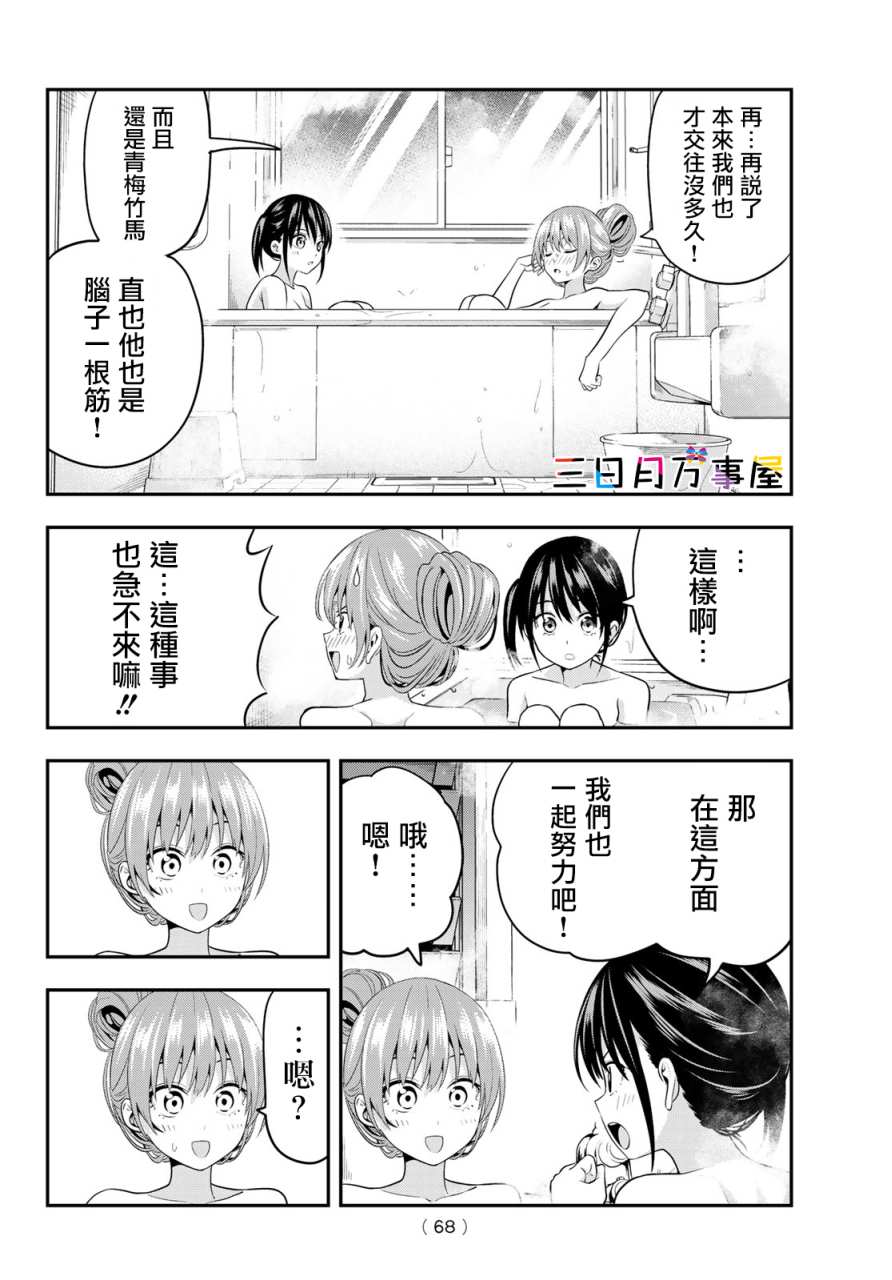 再…再說了
本來我們也
才交往沒多久！
而且
還是青梅竹馬
直也他也是
腦子一根筋！
三日月万事屋
…
這樣啊…
這…這種事
也急不來嘛！！
那
在這方面
我們也
一起努力吧！
哦……
嗯！
…嗯？
（68）